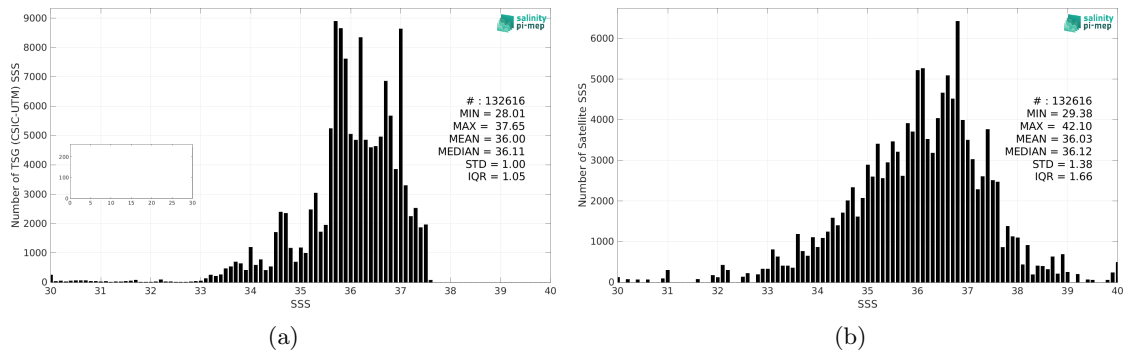 9000
8000
7000
6000
5000
4000
3000
2000
1000
0
Number of TSG (CSIC-UTM) SSS
salinity
pi-mep
# : 132616
MIN = 28.01
MAX = 37.65
MEAN = 36.00
MEDIAN = 36.11
STD = 1.00
IQR = 1.05
200
100
0
0 5 10 15 20 25 30
30 31 32 33 34 35 36 37 38 39 40
SSS
(a)
6000
5000
4000
3000
2000
1000
0
Number of Satellite SSS
salinity
pi-mep
# : 132616
MIN = 29.38
MAX = 42.10
MEAN = 36.03
MEDIAN = 36.12
STD = 1.38
IQR = 1.66
30 31 32 33 34 35 36 37 38 39 40
SSS
(b)